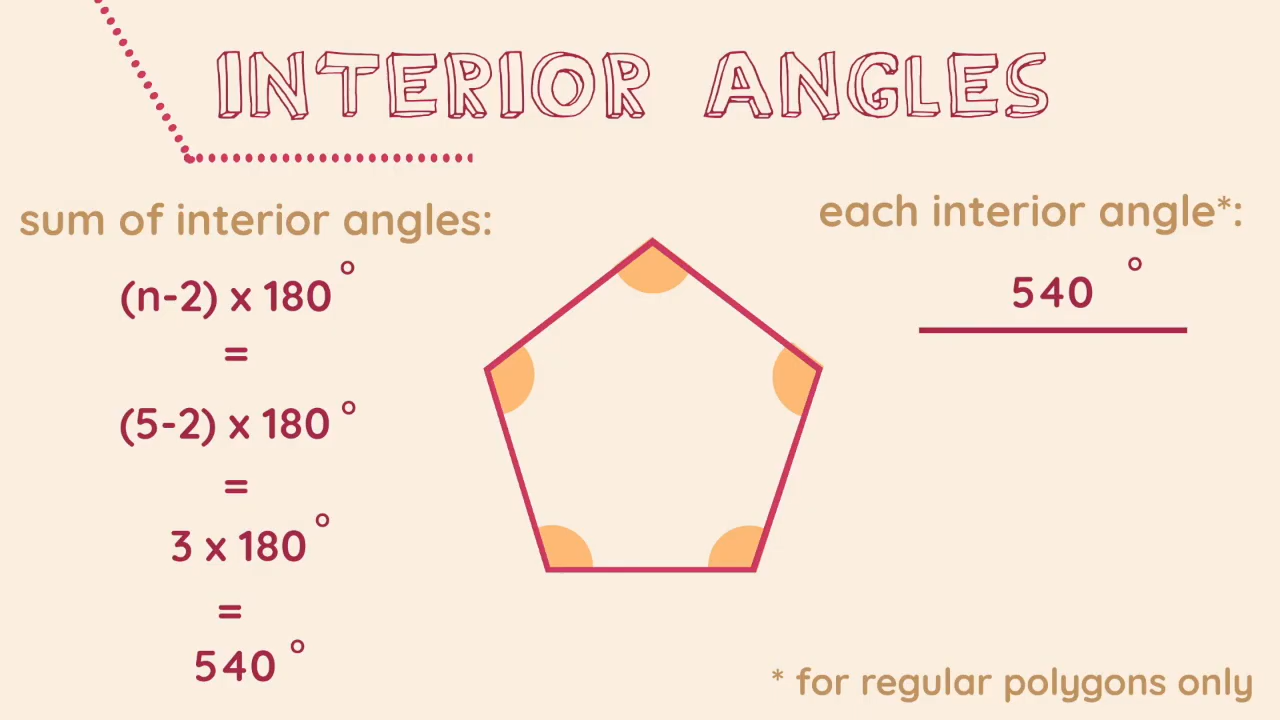 INTERIOR ANGLES
sum of interior angles:
(n-2) x 180°
=
(5-2) x 180°
=
3 x 180°
=
540°
each interior angle*:
540°
* for regular polygons only